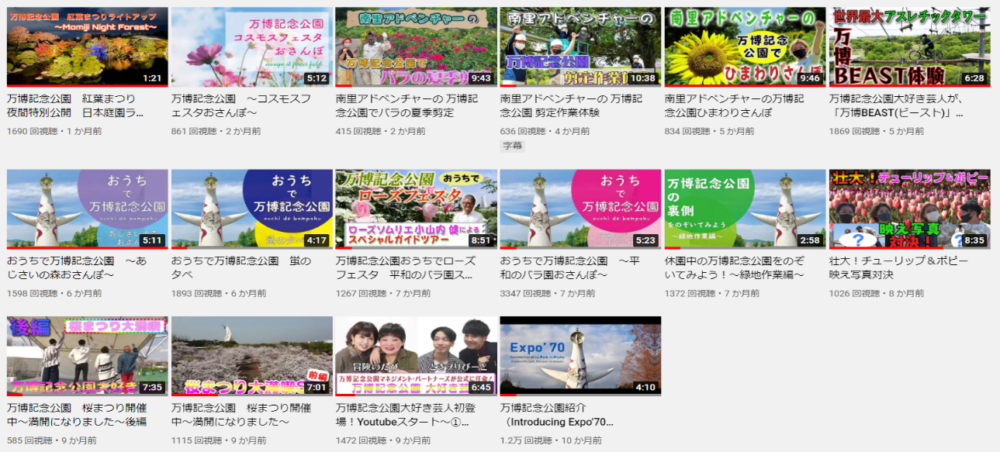 万博記念公園 紅葉まつりライトアップ
〜Momiji Night Forest〜
1:21
万博記念公園 紅葉まつり
夜間特別公開 日本庭園ラ...
1690 回視聴・1 か月前
万博記念公園
コスモスフェスタ
おさんぽ
5:12
万博記念公園 〜コスモスフ
ェスタおさんぽ〜
861 回視聴・2 か月前
南里アドベンチャーの
万博記念公園で
バラの夏季剪
9:43
南里アドベンチャーの 万博記
念公園でバラの夏季剪定
415 回視聴・2 か月前
南里アドベンチャーの
万博記念公園で
剪定作業体
10:38
南里アドベンチャーの 万博記
念公園 剪定作業体験
636 回視聴・4 か月前
字幕
南里アドベンチャーの
万博記念
公園で
ひまわりさんぽ
9:46
南里アドベンチャーの万博記
念公園ひまわりさんぽ
834 回視聴・5 か月前
世界最大アスレチックタワー
万博
BEAST体験
6:28
万博記念公園大好き芸人が、
「万博BEAST(ビースト)」...
1869 回視聴・5 か月前
おうち
で
万博記念公園
ouchi de bampaku
あじさいの森
おさんぽ
5:11
おうちで万博記念公園 〜あ
じさいの森おさんぽ〜
1598 回視聴・6 か月前
おうち
で
万博記念公園
ouchi de bampaku
蛍の夕べ
4:17
おうちで万博記念公園 蛍の
夕べ
1893 回視聴・6 か月前
万博記念公園 おうちで
ローズフェスタ
ローズソムリエ小山内 健による
スペシャルガイドツアー
8:51
万博記念公園おうちでローズ
フェスタ 平和のバラ園ス...
1267 回視聴・7 か月前
おうち
で
万博記念公園
ouchi de bampaku
5:23
おうちで万博記念公園 〜平
和のバラ園おさんぽ〜
3347 回視聴・7 か月前
万博記念公園
の
裏側
をのぞいてみよう
〜緑地作業編〜
2:58
休園中の万博記念公園をのぞ
いてみよう！〜緑地作業編〜
1372 回視聴・7 か月前
壮大！チューリップ&ポピー
映え写真
対決！
？
？
8:35
壮大！チューリップ＆ポピー
映え写真対決
1026 回視聴・8 か月前
後編
桜まつり大満喫
万博記念公園大好き
7:35
万博記念公園 桜まつり開催
中〜満開になりました〜後編
585 回視聴・9 か月前
前編
桜まつり大満喫S
7:01
万博記念公園 桜まつり開催
中〜満開になりました〜
1115 回視聴・9 か月前
冒険のたび
どさヲりびーと
万博記念公園マネジメント・パートナーズが公式に任命！
万博記念公園 大好き芸
6:45
万博記念公園大好き芸人初登
場！Youtubeスタート〜①...
1472 回視聴・9 か月前
Expo'70
4:10
万博記念公園紹介
（Introducing Expo'70...
1.2万 回視聴・10 か月前